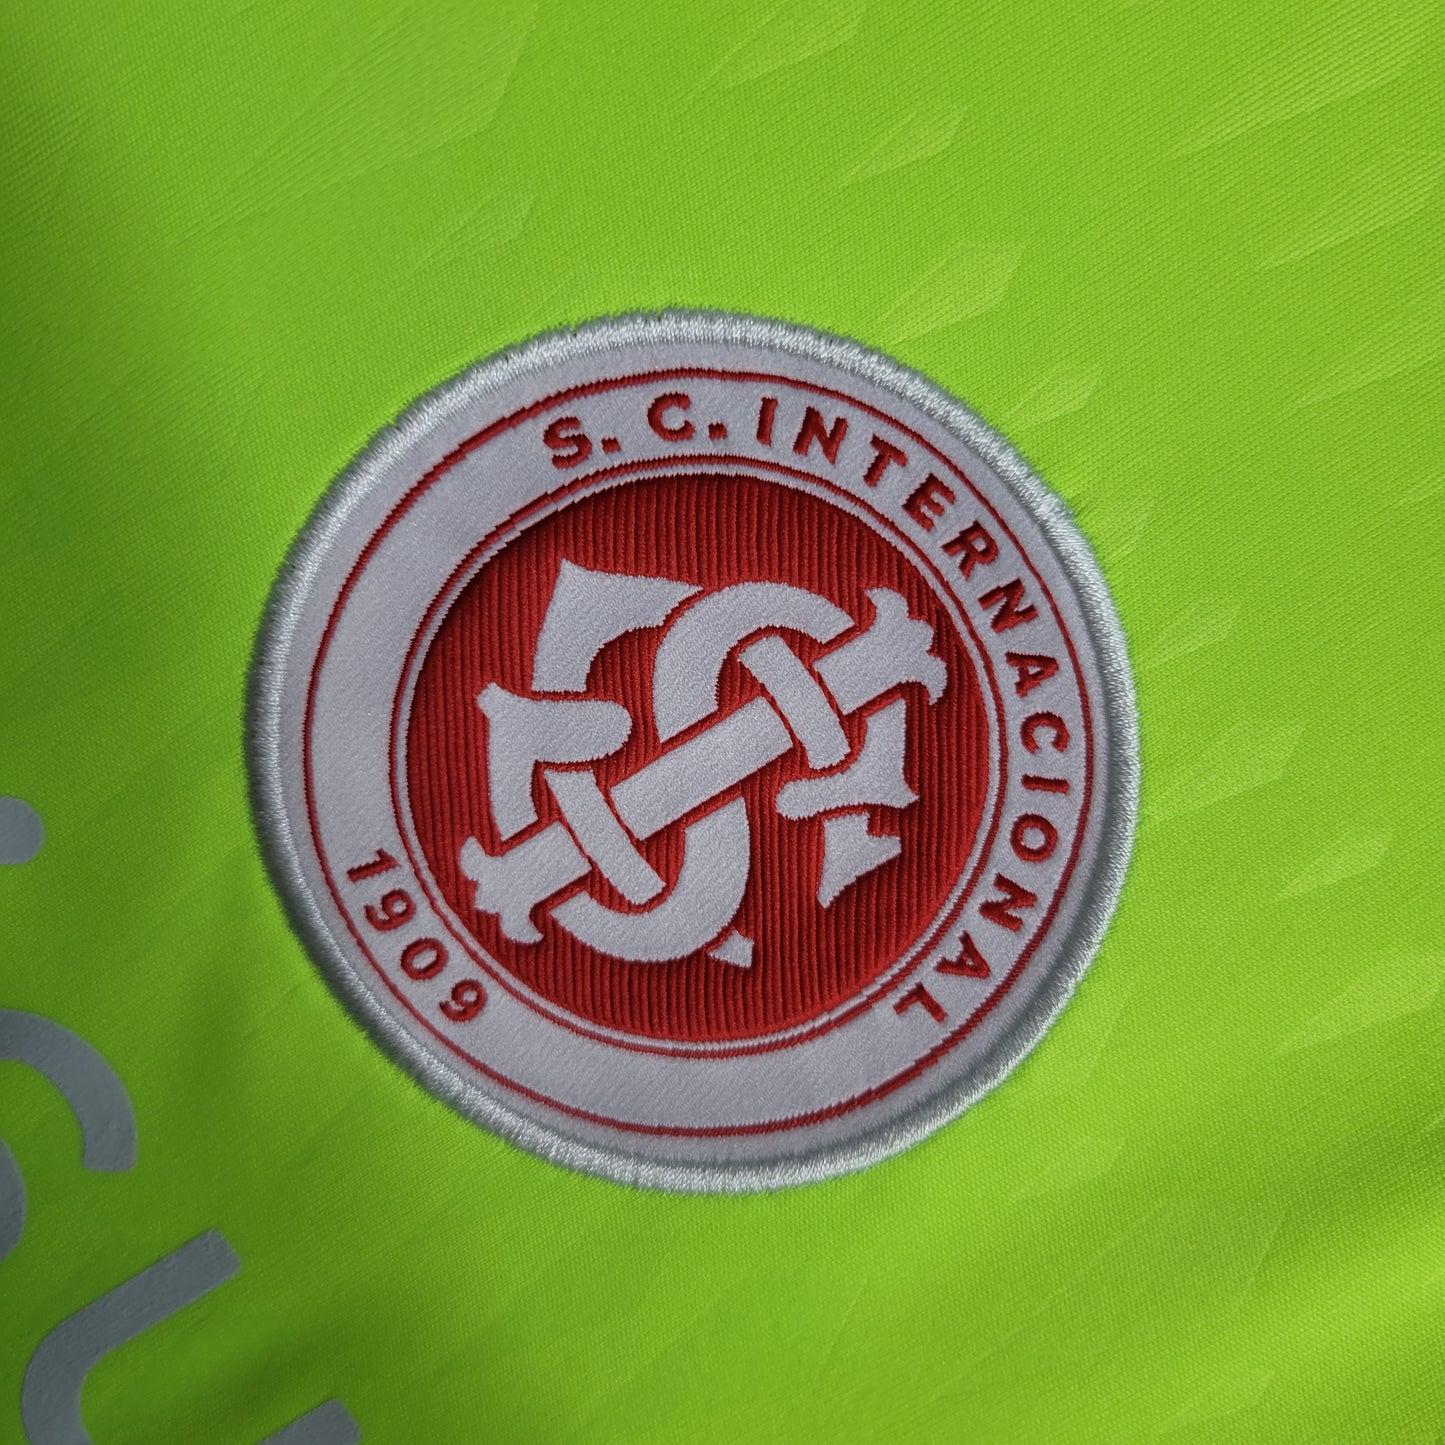 S. C. INTERNACIONAL
1909